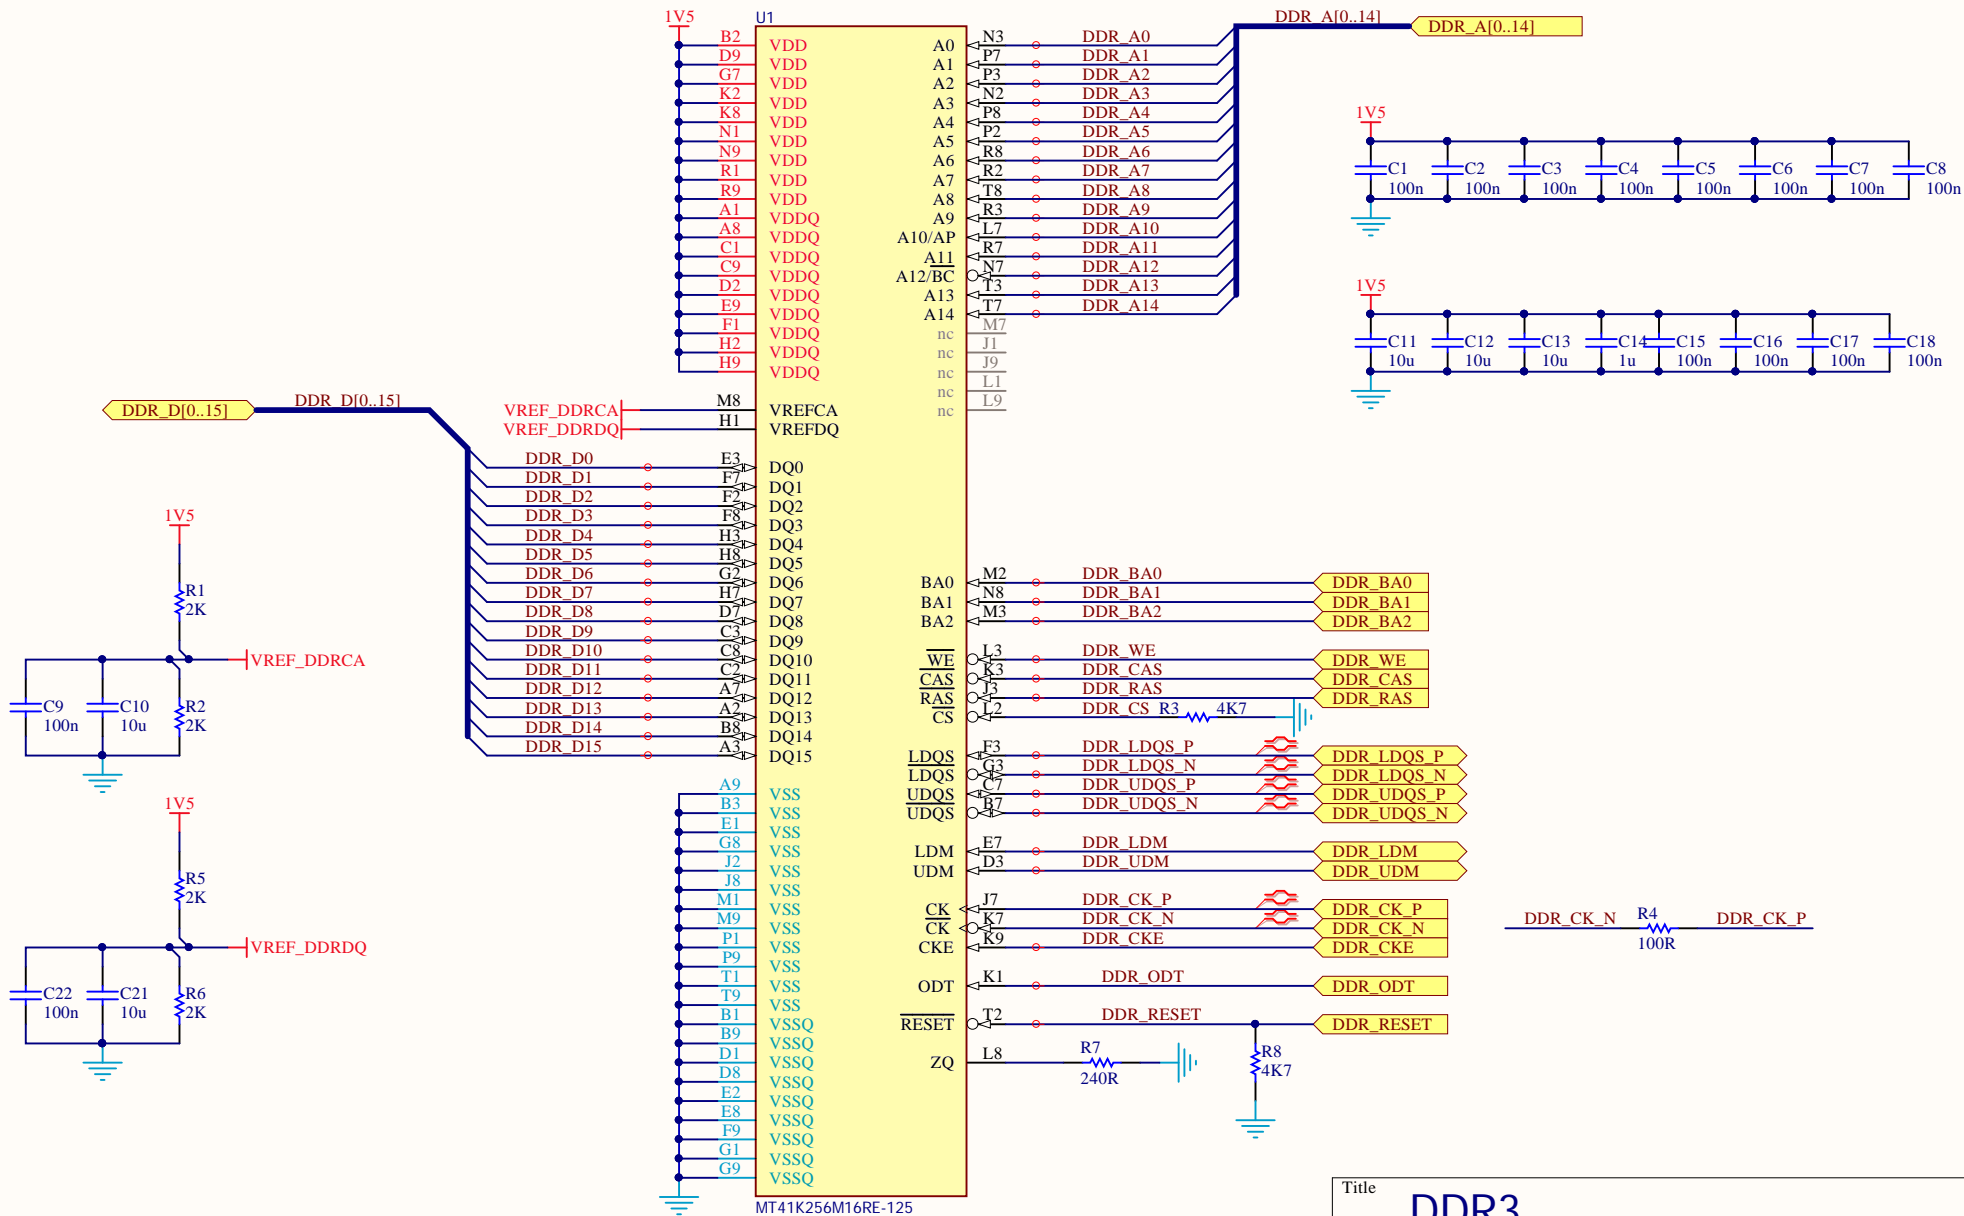 1V5
U1
B2 VDD
D9 VDD
G7 VDD
K2 VDD
K8 VDD
N1 VDD
N9 VDD
R1 VDD
R9 VDD
A1 VDDQ
A8 VDDQ
C1 VDDQ
C9 VDDQ
D2 VDDQ
E9 VDDQ
F1 VDDQ
H2 VDDQ
H9 VDDQ
VREF_DDRCA M8 VREFCA
VREF_DDRDQ H1 VREFDQ
DDR_D[0..15] DDR_D[0..15]
DDR_D0 E3 DQ0
DDR_D1 F7 DQ1
DDR_D2 F2 DQ2
DDR_D3 F8 DQ3
DDR_D4 H3 DQ4
DDR_D5 H8 DQ5
DDR_D6 G2 DQ6
DDR_D7 H7 DQ7
DDR_D8 D7 DQ8
DDR_D9 C3 DQ9
DDR_D10 C8 DQ10
DDR_D11 C2 DQ11
DDR_D12 A7 DQ12
DDR_D13 A2 DQ13
DDR_D14 B8 DQ14
DDR_D15 A3 DQ15
A9 VSS
B3 VSS
E1 VSS
G8 VSS
J2 VSS
J8 VSS
M1 VSS
M9 VSS
P1 VSS
P9 VSS
T1 VSS
T9 VSS
B1 VSSQ
B9 VSSQ
D1 VSSQ
D8 VSSQ
E2 VSSQ
E8 VSSQ
F9 VSSQ
G1 VSSQ
G9 VSSQ
MT41K256M16RE-125
DDR_A[0..14] DDR_A[0..14]
A0 N3 DDR_A0
A1 P7 DDR_A1
A2 P3 DDR_A2
A3 N2 DDR_A3
A4 P8 DDR_A4
A5 P2 DDR_A5
A6 R8 DDR_A6
A7 R2 DDR_A7
A8 T8 DDR_A8
A9 R3 DDR_A9
A10/AP L7 DDR_A10
A11 R7 DDR_A11
A12/BC N7 DDR_A12
A13 T3 DDR_A13
A14 T7 DDR_A14
nc M7
nc J1
nc J9
nc L1
nc L9
BA0 M2 DDR_BA0 DDR_BA0
BA1 N8 DDR_BA1 DDR_BA1
BA2 M3 DDR_BA2 DDR_BA2
WE L3 DDR_WE DDR_WE
CAS K3 DDR_CAS DDR_CAS
RAS J3 DDR_RAS DDR_RAS
CS L2 DDR_CS R3 4K7
LDQS F3 DDR_LDQS_P DDR_LDQS_P
LDQS G3 DDR_LDQS_N DDR_LDQS_N
UDQS C7 DDR_UDQS_P DDR_UDQS_P
UDQS B7 DDR_UDQS_N DDR_UDQS_N
LDM E7 DDR_LDM DDR_LDM
UDM D3 DDR_UDM DDR_UDM
CK J7 DDR_CK_P DDR_CK_P
CK K7 DDR_CK_N DDR_CK_N
CKE K9 DDR_CKE DDR_CKE
ODT K1 DDR_ODT DDR_ODT
RESET T2 DDR_RESET DDR_RESET
ZQ L8 R7
240R
R8
4K7
1V5
C1 C2 C3 C4 C5 C6 C7 C8
100n 100n 100n 100n 100n 100n 100n 100n
1V5
C11 C12 C13 C14 C15 C16 C17 C18
10u 10u 10u 1u 100n 100n 100n 100n
DDR_CK_N R4 DDR_CK_P
100R
1V5
R1
2K
VREF_DDRCA
C9 C10 R2
100n 10u 2K
1V5
R5
2K
VREF_DDRDQ
C22 C21 R6
100n 10u 2K
Title
DDR3